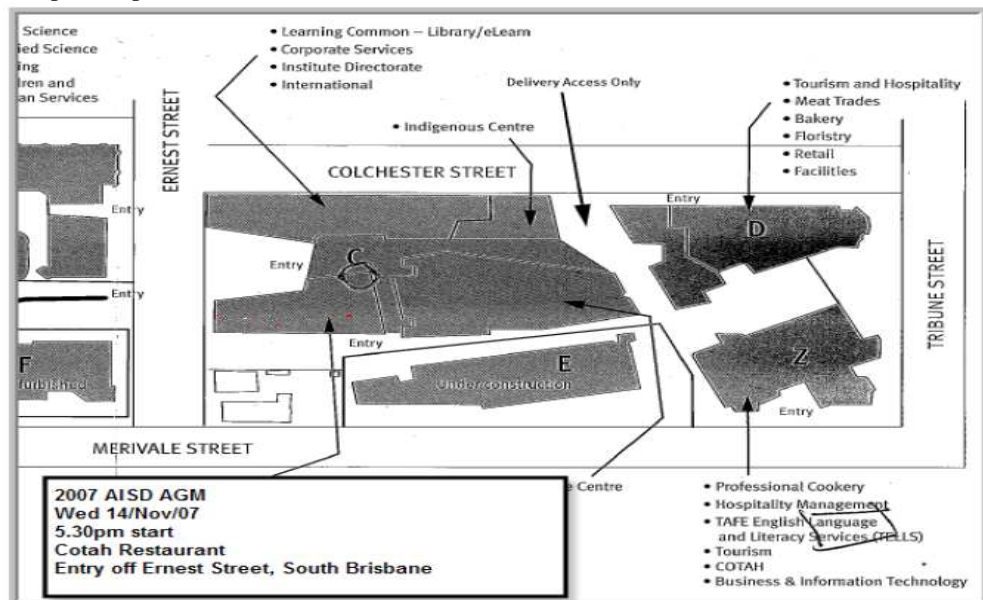 Science
ied Science
ing
dren and
an Services
ERNEST STREET
• Learning Common – Library/eLearn
• Corporate Services
• Institute Directorate
• International
Delivery Access Only
• Indigenous Centre
• Tourism and Hospitality
• Meat Trades
• Bakery
• Floristry
• Retail
• Facilities
COLCHESTER STREET
TRIBUNE STREET
Entry
Entry
Entry
Entry
Entry
Entry
C
D
E
Under construction
F
furbished
Z
MERIVALE STREET
2007 AISD AGM
Wed 14/Nov/07
5.30pm start
Cotah Restaurant
Entry off Ernest Street, South Brisbane
e Centre
• Professional Cookery
• Hospitality Management
• TAFE English Language
and Literacy Services (TELLS)
• Tourism
• COTAH
• Business & Information Technology